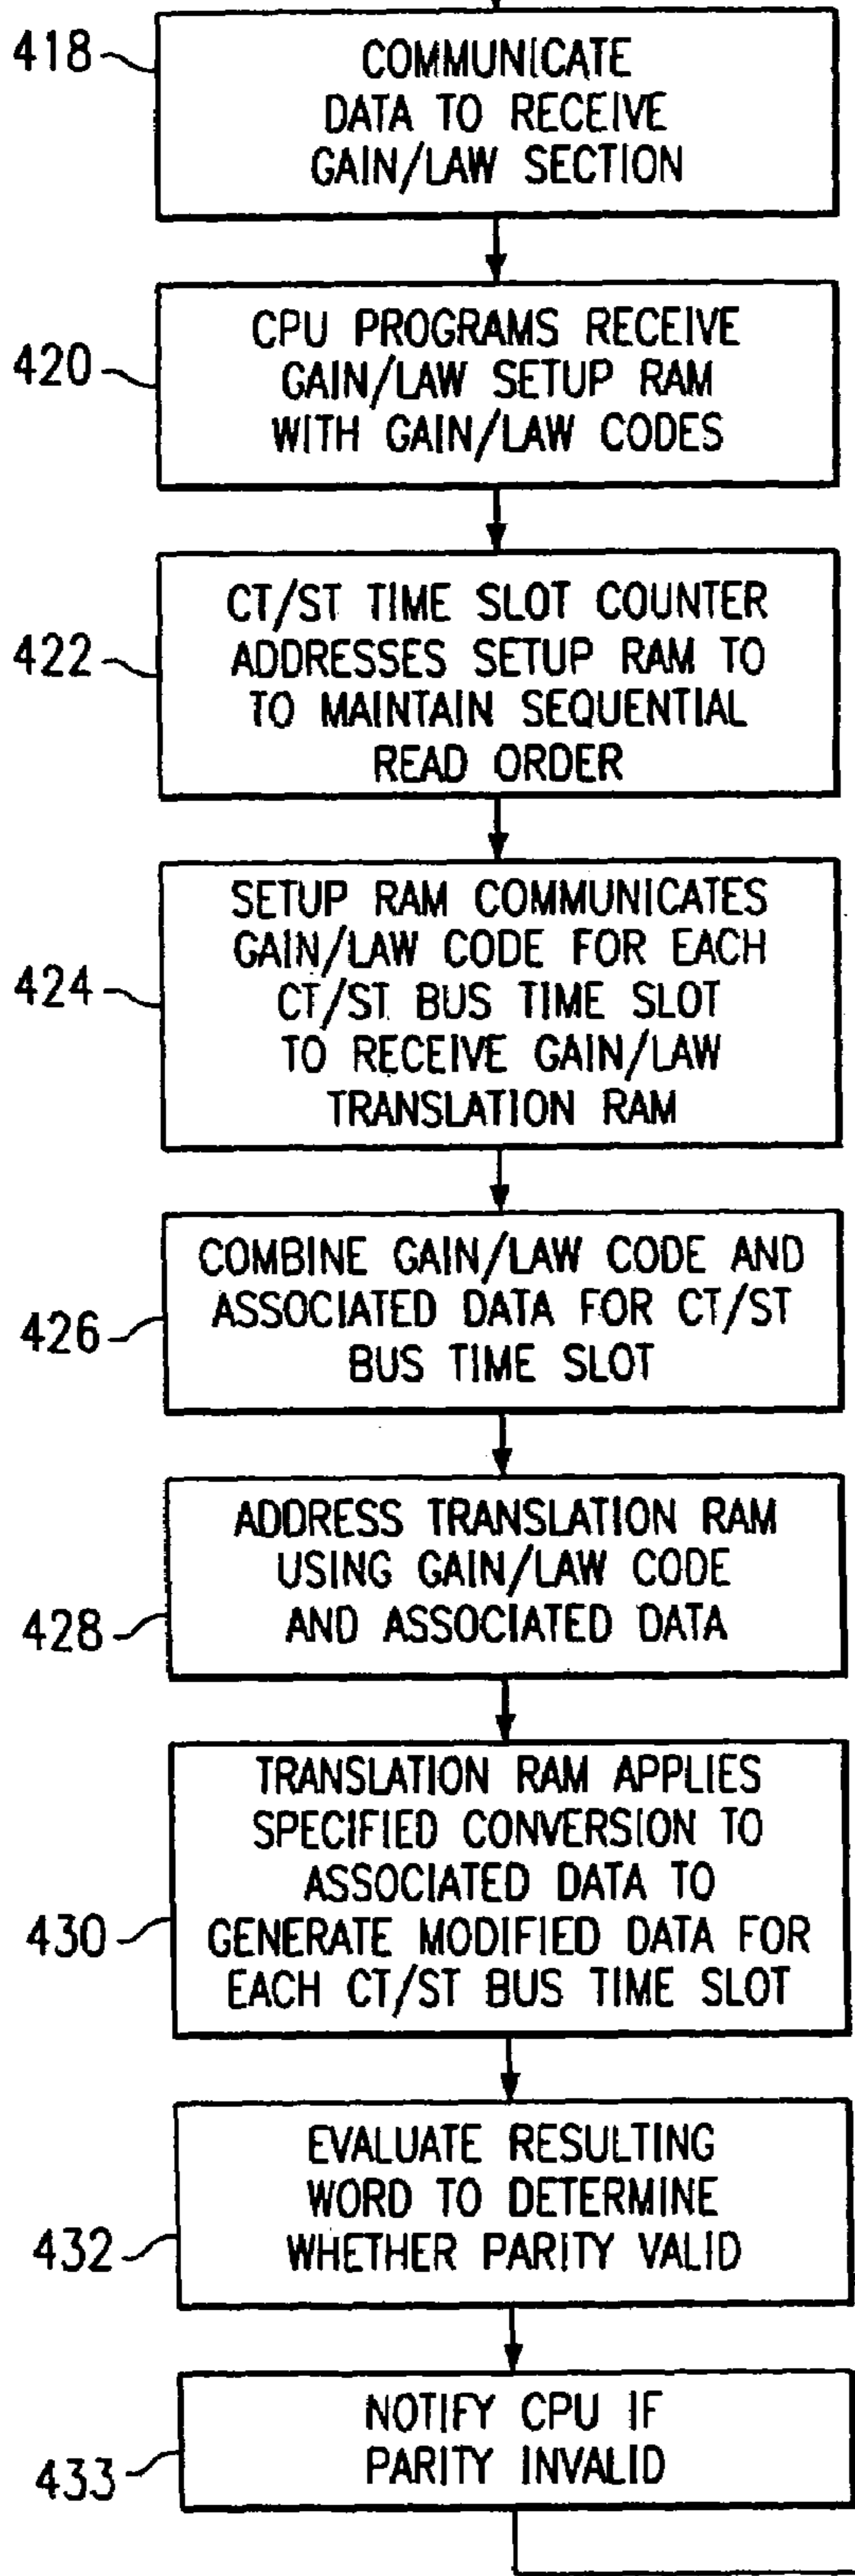 418
COMMUNICATE
DATA TO RECEIVE
GAIN/LAW SECTION
420
CPU PROGRAMS RECEIVE
GAIN/LAW SETUP RAM
WITH GAIN/LAW CODES
422
CT/ST TIME SLOT COUNTER
ADDRESSES SETUP RAM TO
TO MAINTAIN SEQUENTIAL
READ ORDER
424
SETUP RAM COMMUNICATES
GAIN/LAW CODE FOR EACH
CT/ST BUS TIME SLOT
TO RECEIVE GAIN/LAW
TRANSLATION RAM
426
COMBINE GAIN/LAW CODE AND
ASSOCIATED DATA FOR CT/ST
BUS TIME SLOT
428
ADDRESS TRANSLATION RAM
USING GAIN/LAW CODE
AND ASSOCIATED DATA
430
TRANSLATION RAM APPLIES
SPECIFIED CONVERSION TO
ASSOCIATED DATA TO
GENERATE MODIFIED DATA FOR
EACH CT/ST BUS TIME SLOT
432
EVALUATE RESULTING
WORD TO DETERMINE
WHETHER PARITY VALID
433
NOTIFY CPU IF
PARITY INVALID